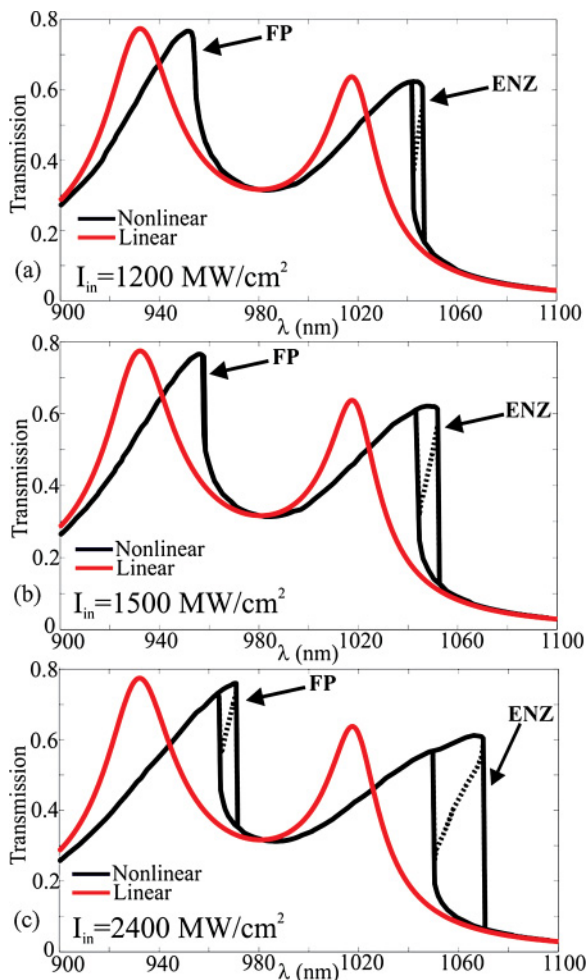 0.8
FP
ENZ
0.6
Transmission
0.4
0.2
Nonlinear
Linear
(a)
I_in=1200 MW/cm²
0
900 940 980 1020 1060 1100
λ (nm)
0.8
FP
ENZ
0.6
Transmission
0.4
0.2
Nonlinear
Linear
(b)
I_in=1500 MW/cm²
0
900 940 980 1020 1060 1100
λ (nm)
0.8
FP
ENZ
0.6
Transmission
0.4
0.2
Nonlinear
Linear
(c)
I_in=2400 MW/cm²
0
900 940 980 1020 1060 1100
λ (nm)